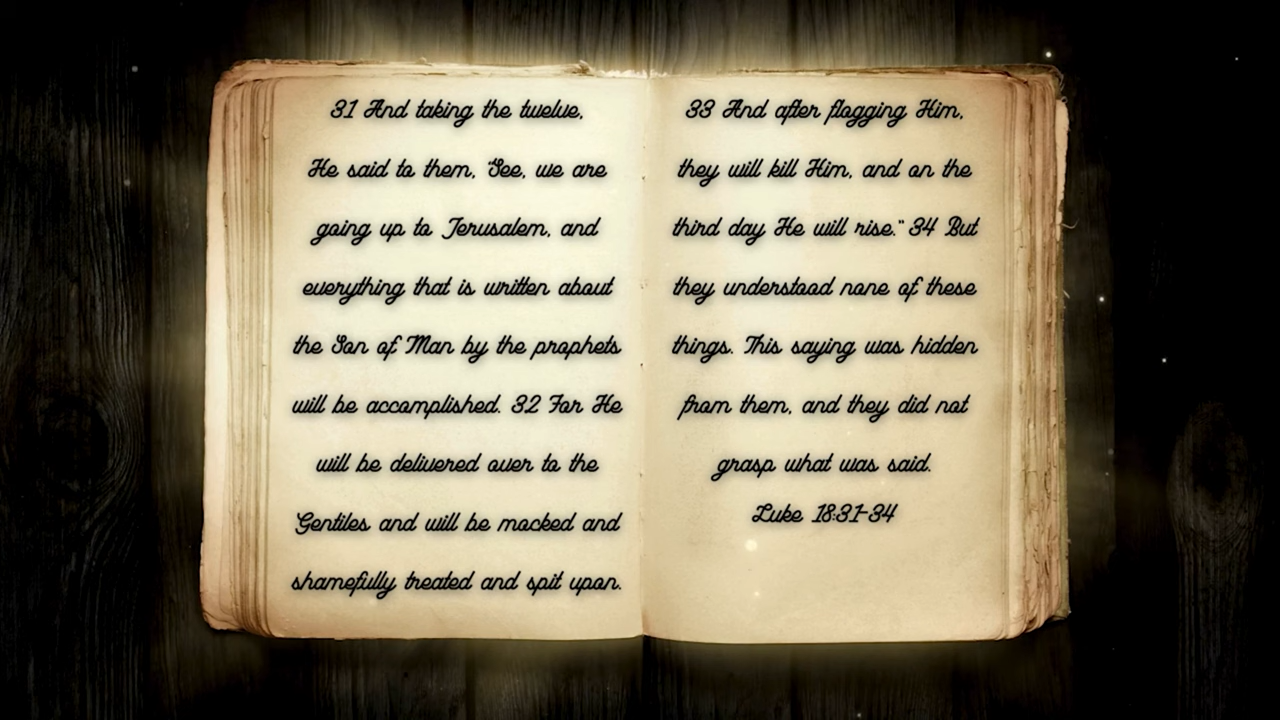 31 And taking the twelve,
He said to them, "See, we are
going up to Jerusalem, and
everything that is written about
the Son of Man by the prophets
will be accomplished. 32 For He
will be delivered over to the
Gentiles and will be mocked and
shamefully treated and spit upon.
33 And after flogging Him,
they will kill Him, and on the
third day He will rise." 34 But
they understood none of these
things. This saying was hidden
from them, and they did not
grasp what was said.
Luke 18:31-34